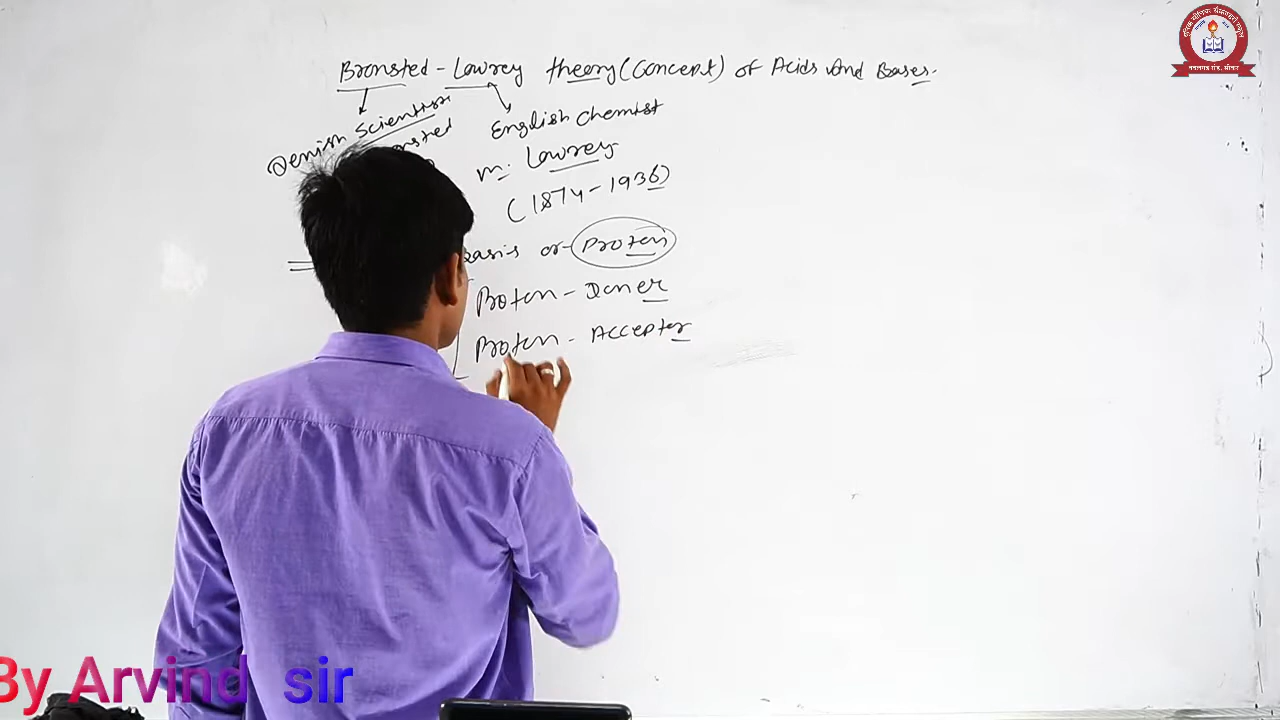 Bronsted - Lowrey theory (Concept) of Acids And Bases.
Denish Scientist
English chemist
m. Lowrey
(1874 - 1936)
Basis of Proton
Proton - Doner
Proton - Accepter
By Arvind sir